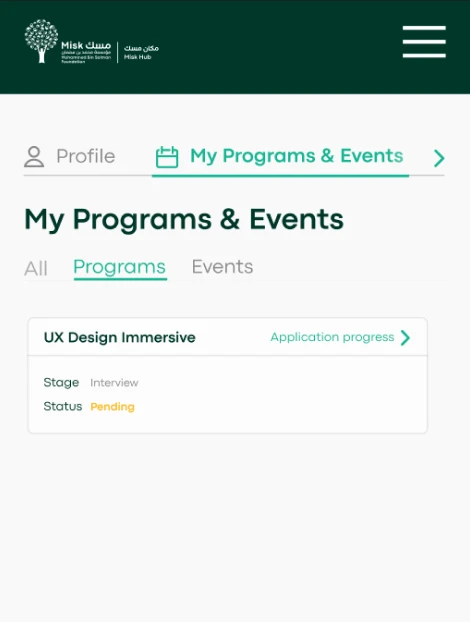 Misk مسك
مؤسسة محمد بن سلمان
Mohammed Bin Salman
Foundation
مكان مسك
Misk Hub
Profile
My Programs & Events
My Programs & Events
All Programs Events
UX Design Immersive Application progress
Stage Interview
Status Pending